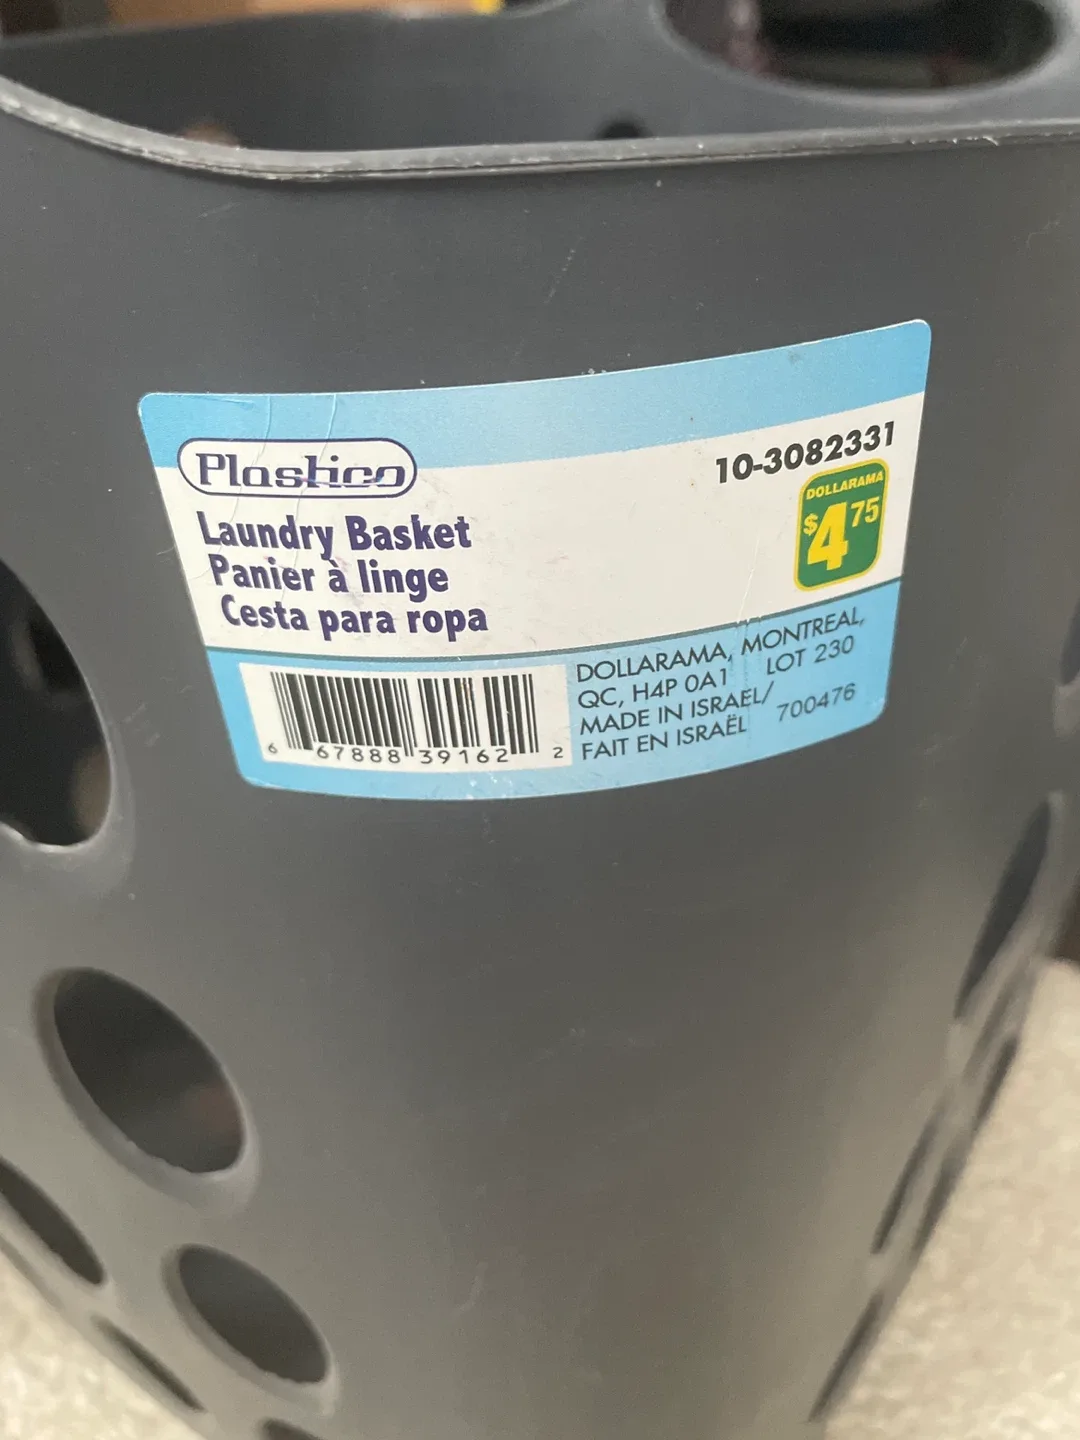 Plastico
10-3082331
DOLLARAMA
$4.75
Laundry Basket
Panier à linge
Cesta para ropa
6 67888 39162 2
DOLLARAMA, MONTREAL,
QC, H4P 0A1 LOT 230
MADE IN ISRAEL/ 700476
FAIT EN ISRAËL